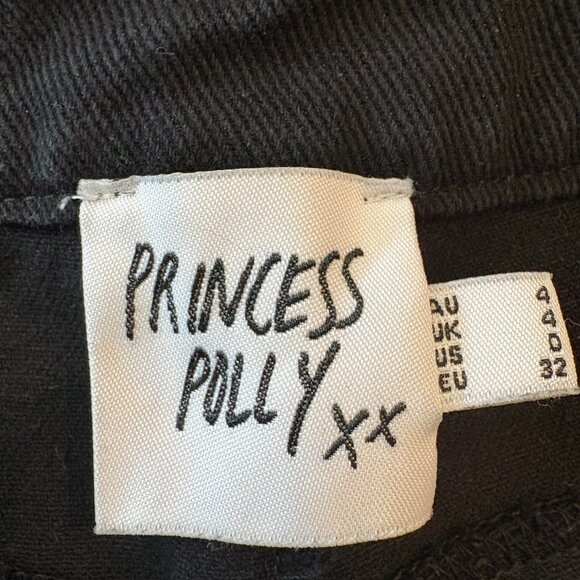 PRINCESS
POLLY
xx
AU 4
UK 4
US 0
EU 32